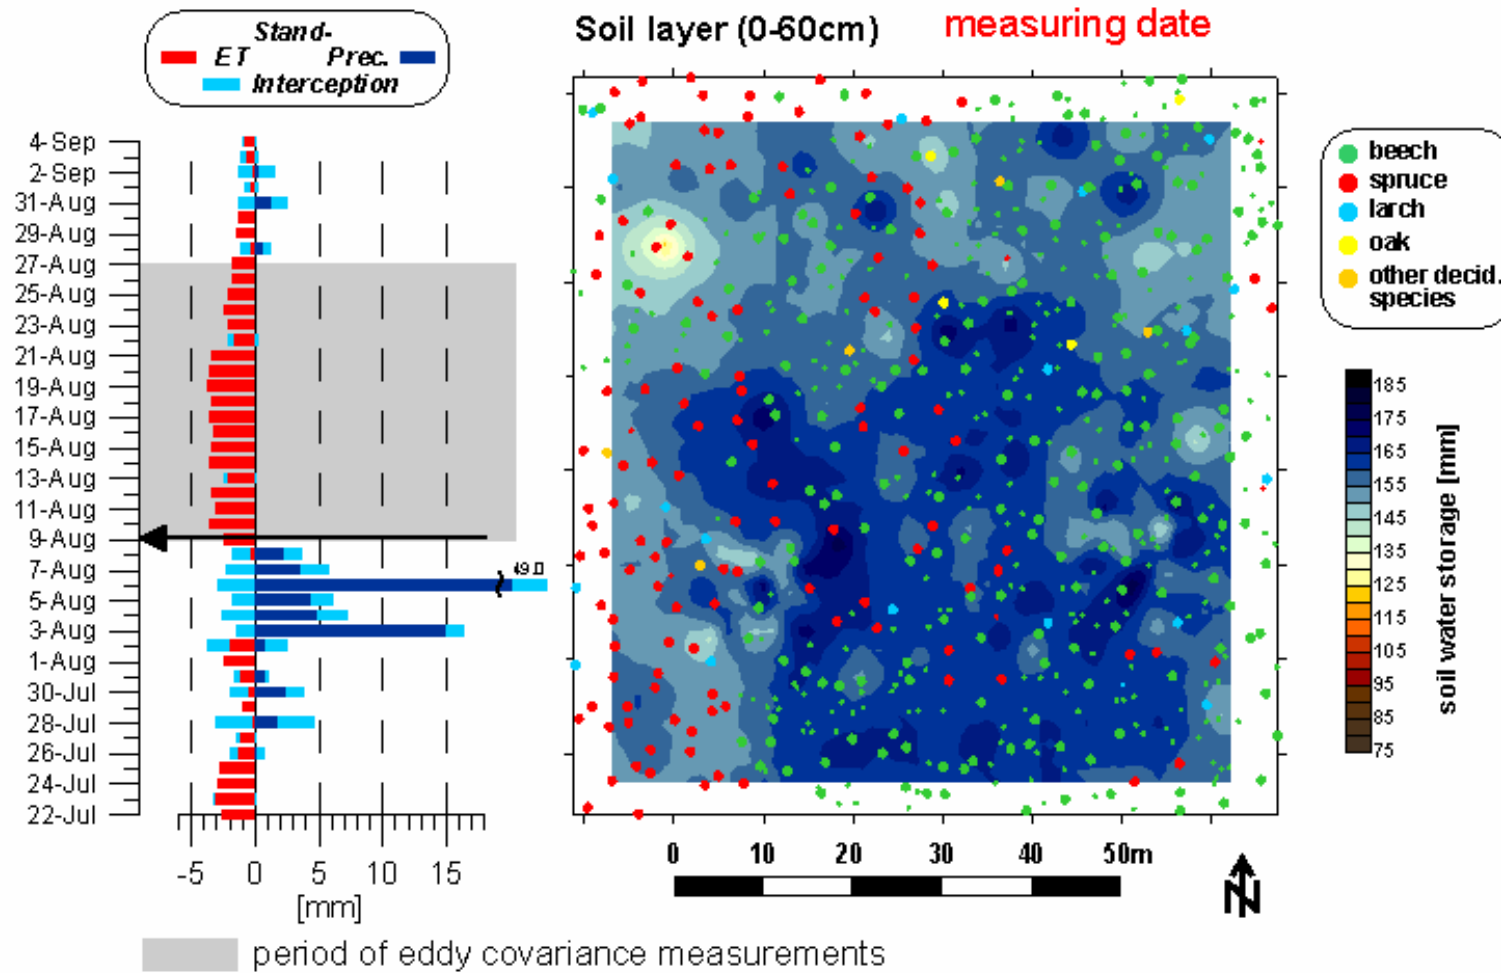 Stand-
ET Prec.
Interception
Soil layer (0-60cm) measuring date
4-Sep
2-Sep
31-Aug
29-Aug
27-Aug
25-Aug
23-Aug
21-Aug
19-Aug
17-Aug
15-Aug
13-Aug
11-Aug
9-Aug
7-Aug
5-Aug
3-Aug
1-Aug
30-Jul
28-Jul
26-Jul
24-Jul
22-Jul
49.0
-5 0 5 10 15
[mm]
beech
spruce
larch
oak
other decid.
species
185
175
165
155
145
135
125
115
105
95
85
75
soil water storage [mm]
0 10 20 30 40 50m
N
period of eddy covariance measurements